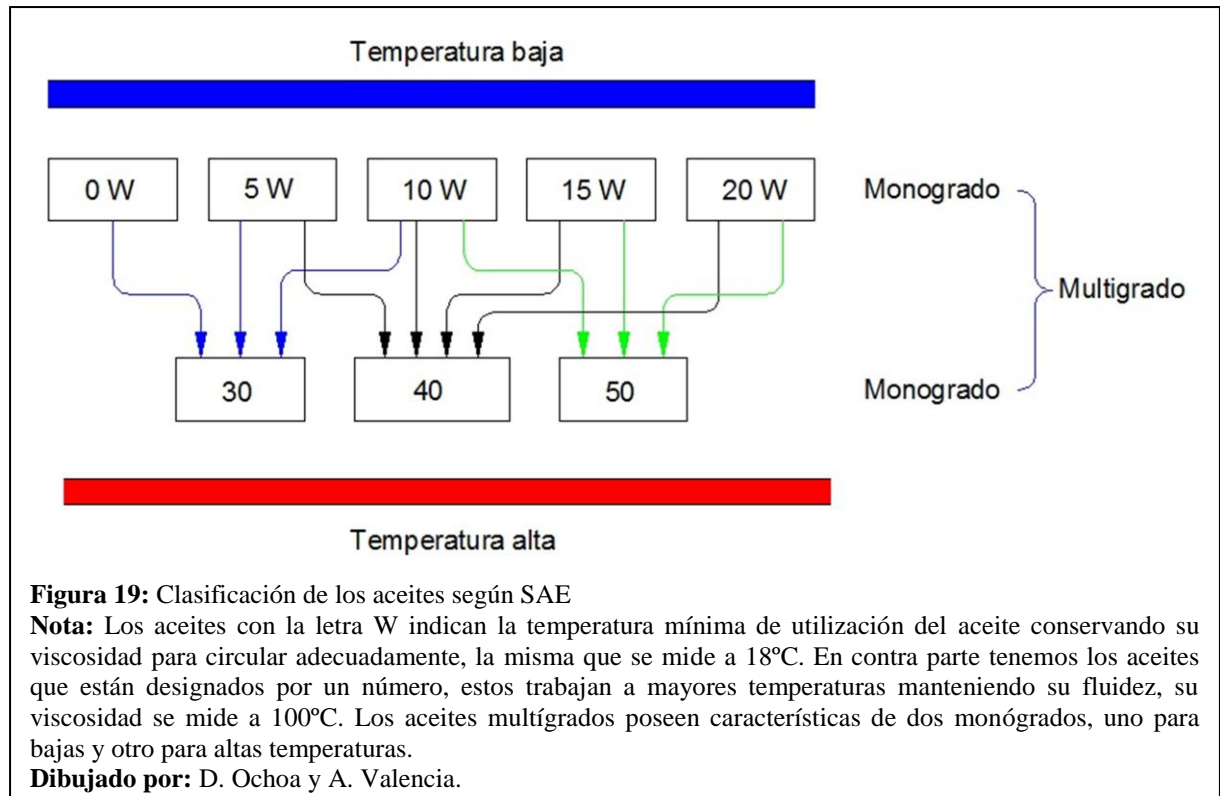 Temperatura baja
0 W 5 W 10 W 15 W 20 W Monogrado
Multigrado
30 40 50 Monogrado
Temperatura alta
Figura 19: Clasificación de los aceites según SAE
Nota: Los aceites con la letra W indican la temperatura mínima de utilización del aceite conservando su
viscosidad para circular adecuadamente, la misma que se mide a 18ºC. En contra parte tenemos los aceites
que están designados por un número, estos trabajan a mayores temperaturas manteniendo su fluidez, su
viscosidad se mide a 100ºC. Los aceites multígrados poseen características de dos monógrados, uno para
bajas y otro para altas temperaturas.
Dibujado por: D. Ochoa y A. Valencia.